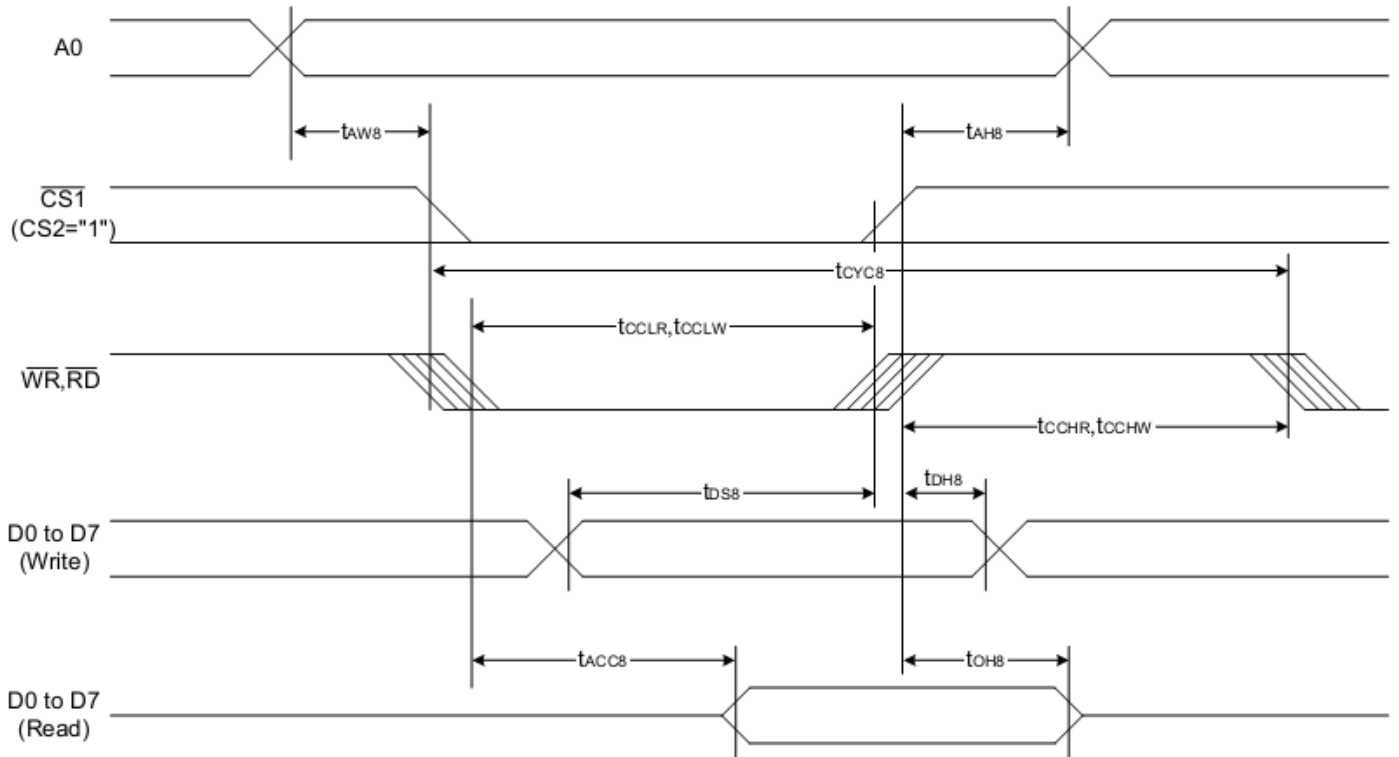 A0
tAW8
tAH8
CS1
(CS2="1")
tCYC8
tCCLR,tCCLW
WR,RD
tCCHR,tCCHW
tDS8
tDH8
D0 to D7
(Write)
tACC8
tOH8
D0 to D7
(Read)